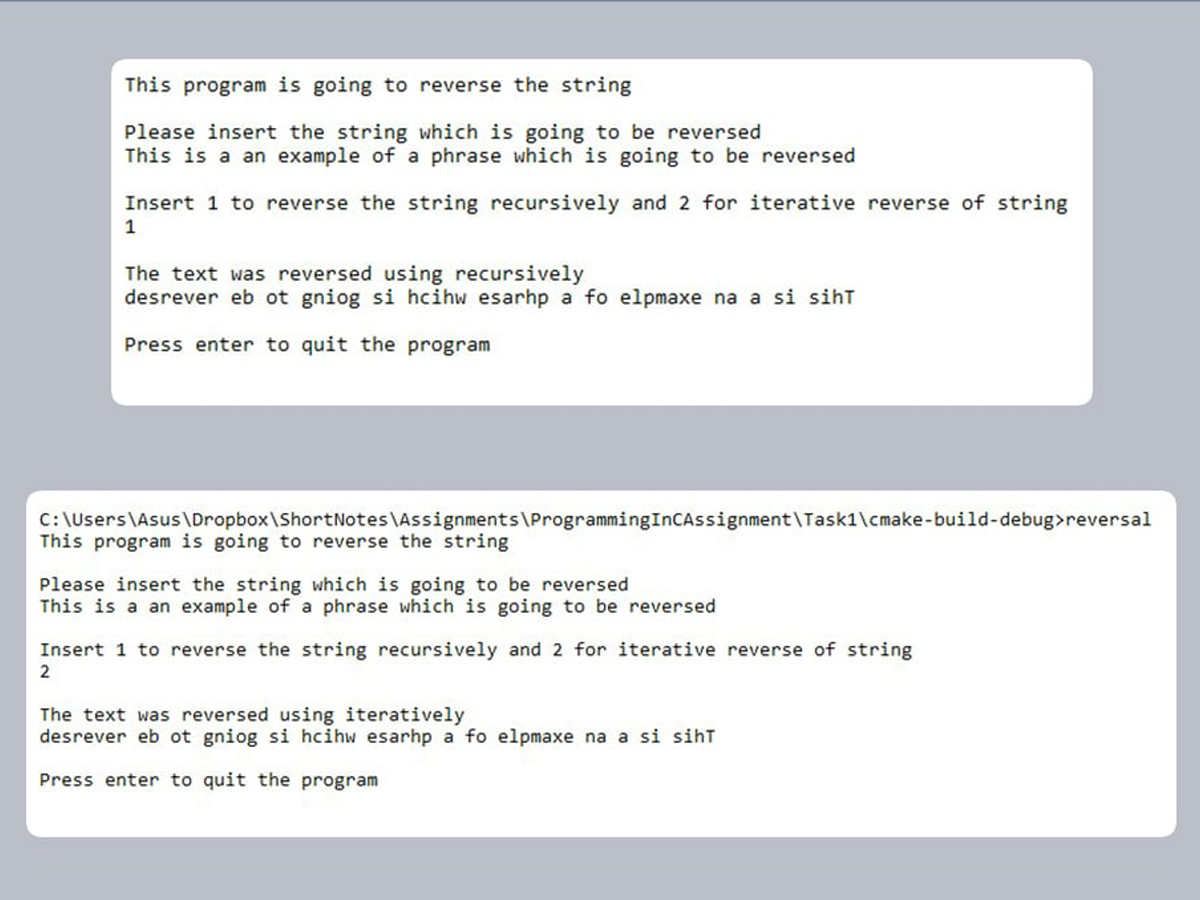 This program is going to reverse the string
Please insert the string which is going to be reversed
This is a an example of a phrase which is going to be reversed
Insert 1 to reverse the string recursively and 2 for iterative reverse of string
1
The text was reversed using recursively
desrever eb ot gniog si hcihw esarhp a fo elpmaxe na a si sihT
Press enter to quit the program
C:\Users\Asus\Dropbox\ShortNotes\Assignments\ProgrammingInCAssignment\Task1\cmake-build-debug>reversal
This program is going to reverse the string
Please insert the string which is going to be reversed
This is a an example of a phrase which is going to be reversed
Insert 1 to reverse the string recursively and 2 for iterative reverse of string
2
The text was reversed using iteratively
desrever eb ot gniog si hcihw esarhp a fo elpmaxe na a si sihT
Press enter to quit the program